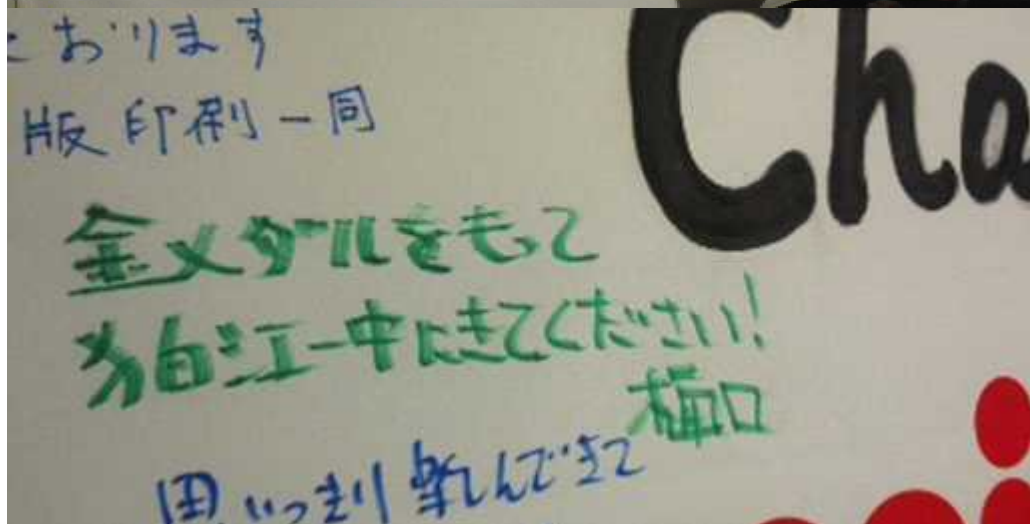 とおります
版印刷一同
Cha
金メダルをもって
狛江一中にきてください!
梅口
思いっきり楽しんできて